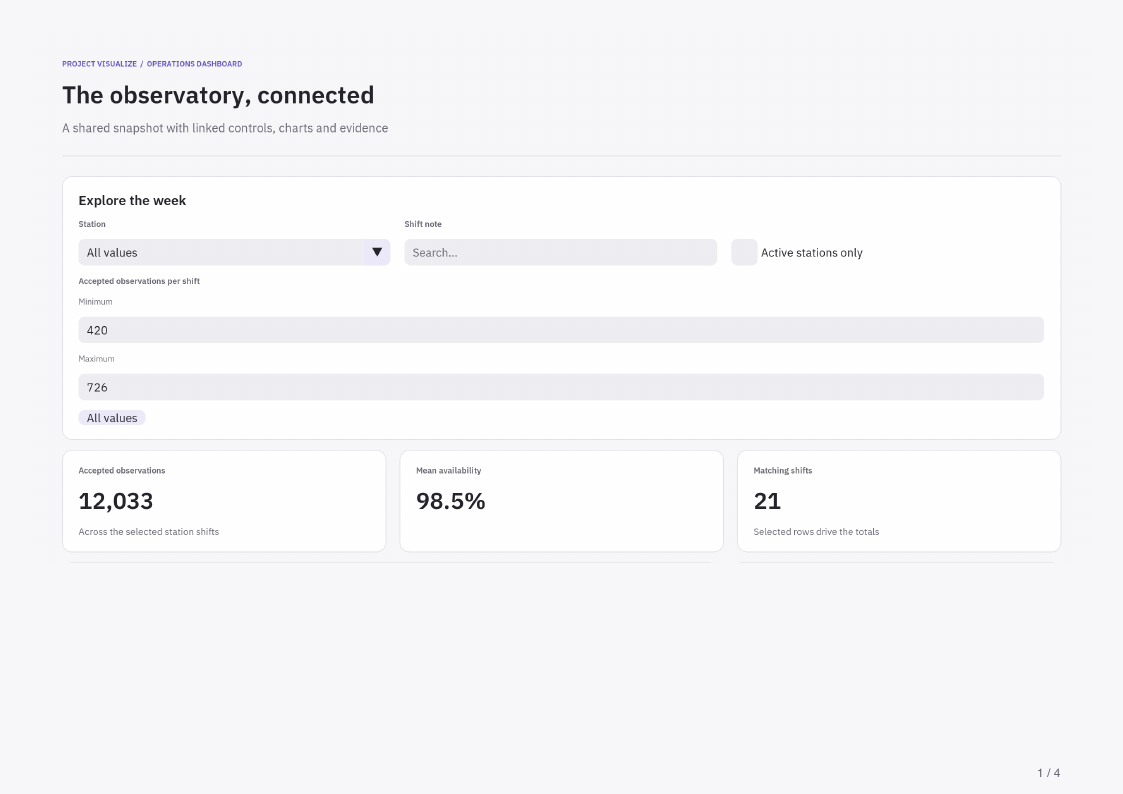 PROJECT VISUALIZE / OPERATIONS DASHBOARD
The observatory, connected
A shared snapshot with linked controls, charts and evidence
Explore the week
Station
Shift note
All values
Search...
Active stations only
Accepted observations per shift
Minimum
420
Maximum
726
All values
Accepted observations
12,033
Across the selected station shifts
Mean availability
98.5%
Matching shifts
21
Selected rows drive the totals
1 / 4